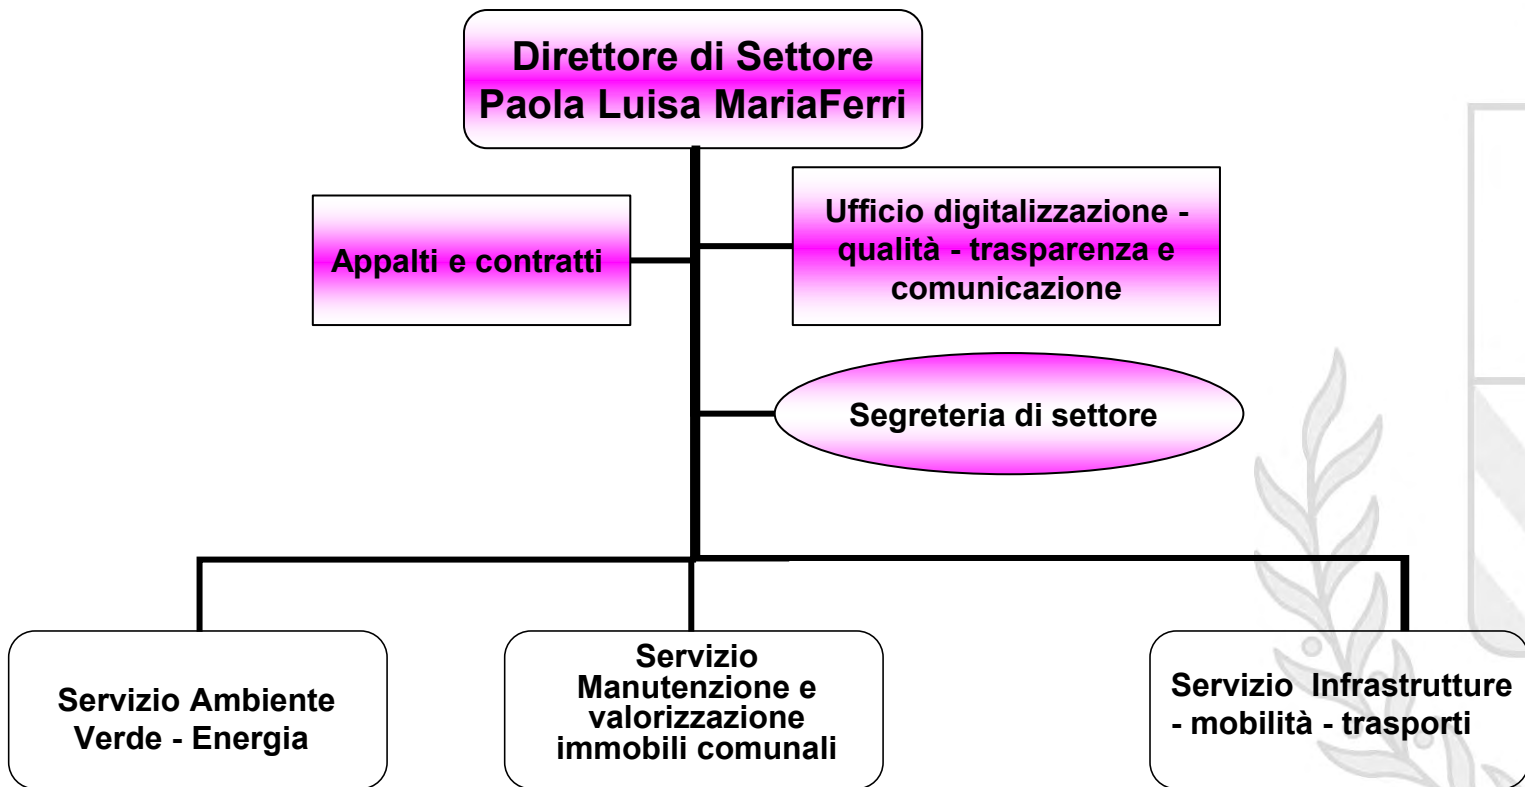 Direttore di Settore
Paola Luisa MariaFerri
Appalti e contratti
Ufficio digitalizzazione -
qualità - trasparenza e
comunicazione
Segreteria di settore
Servizio Ambiente
Verde - Energia
Servizio
Manutenzione e
valorizzazione
immobili comunali
Servizio Infrastrutture
- mobilità - trasporti